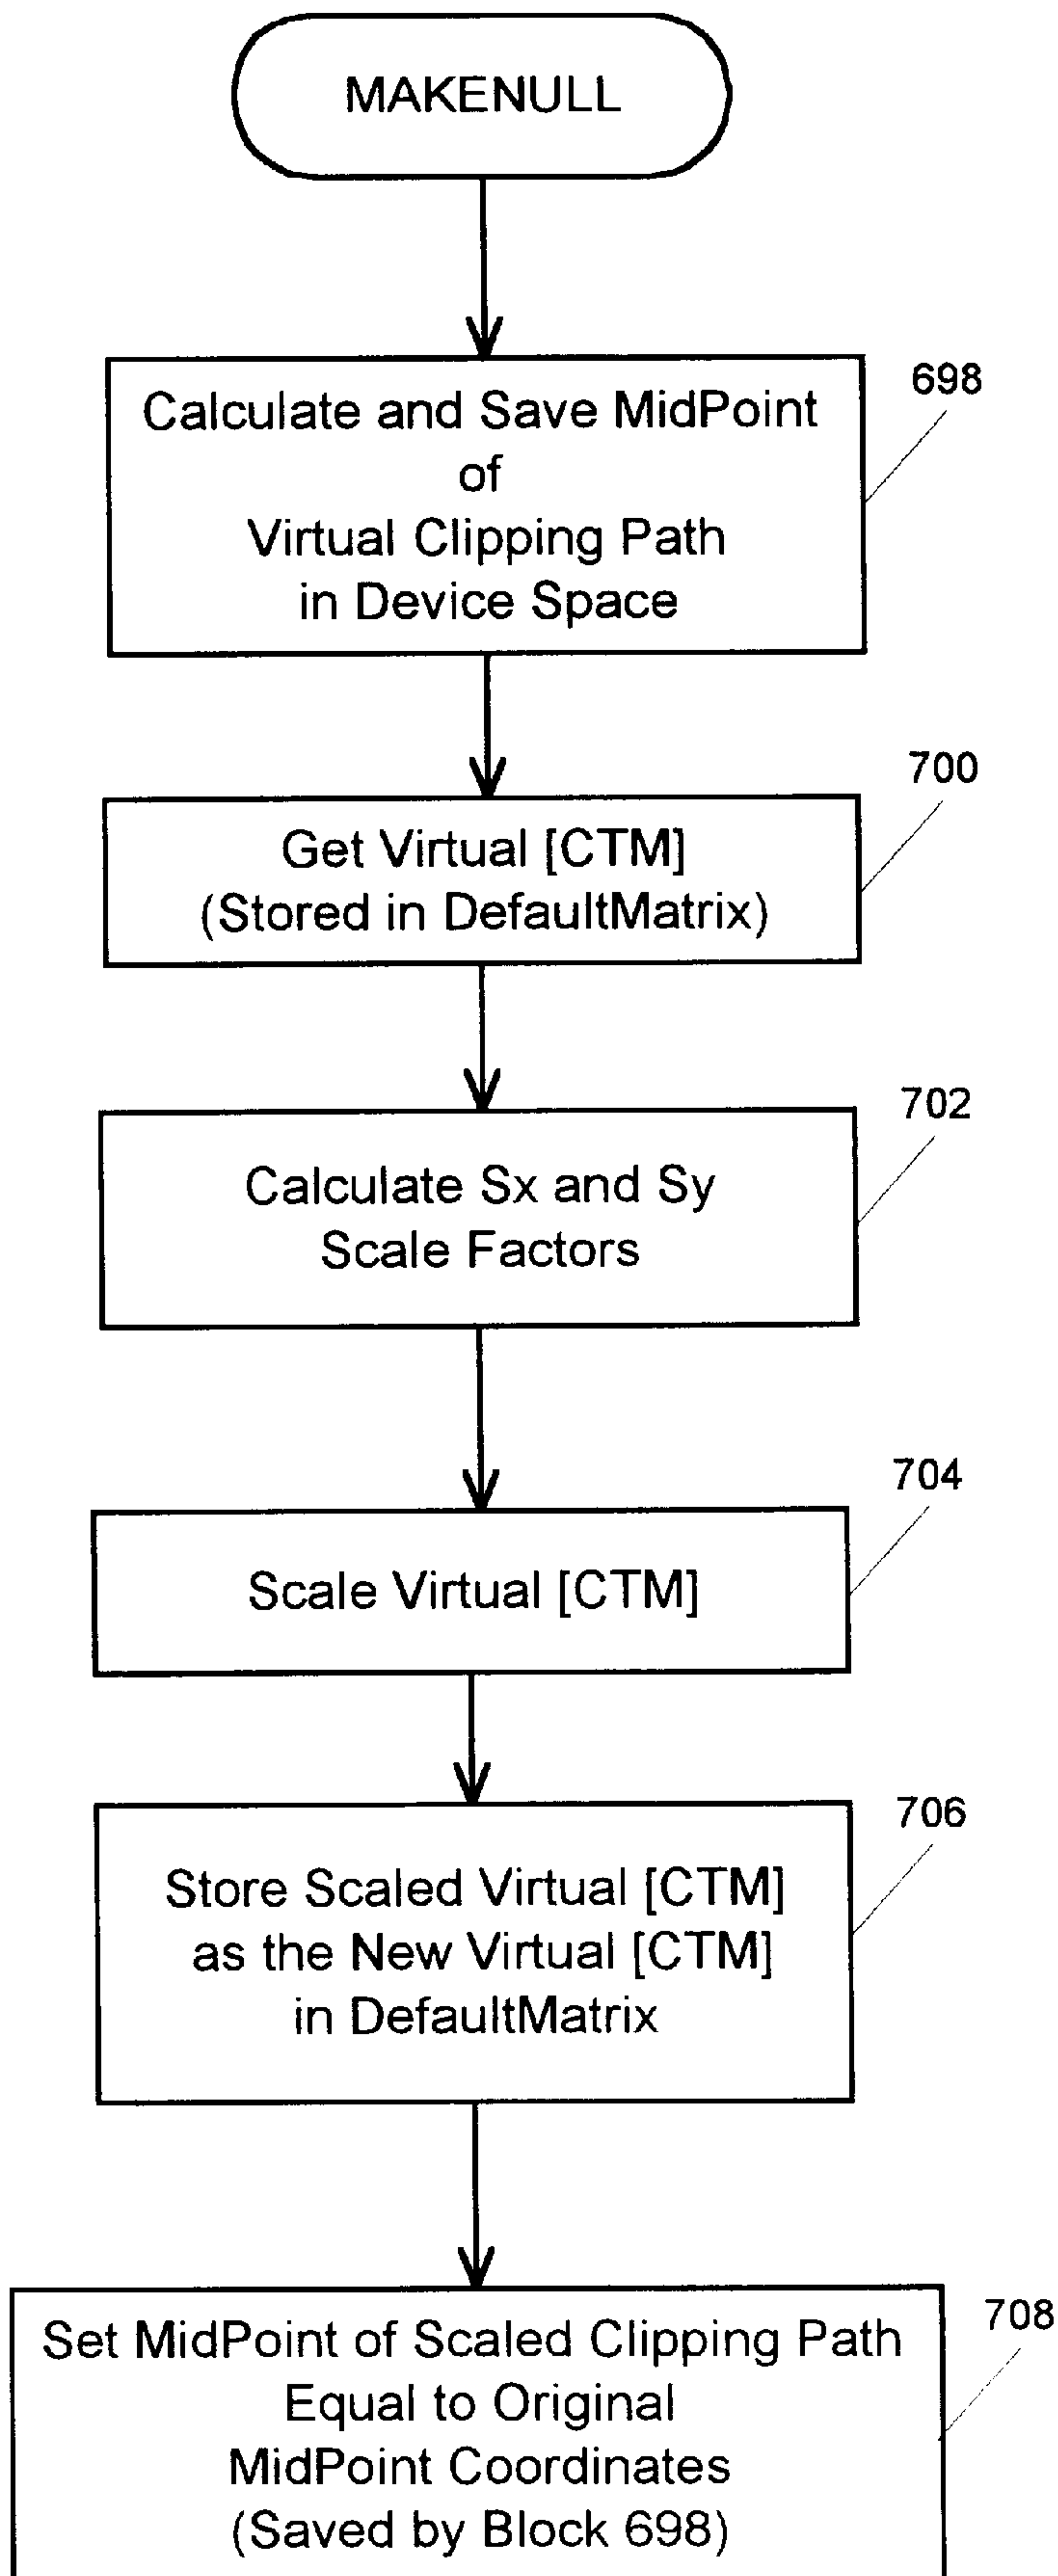 MAKENULL
698
Calculate and Save MidPoint
of
Virtual Clipping Path
in Device Space
700
Get Virtual [CTM]
(Stored in DefaultMatrix)
702
Calculate Sx and Sy
Scale Factors
704
Scale Virtual [CTM]
706
Store Scaled Virtual [CTM]
as the New Virtual [CTM]
in DefaultMatrix
708
Set MidPoint of Scaled Clipping Path
Equal to Original
MidPoint Coordinates
(Saved by Block 698)